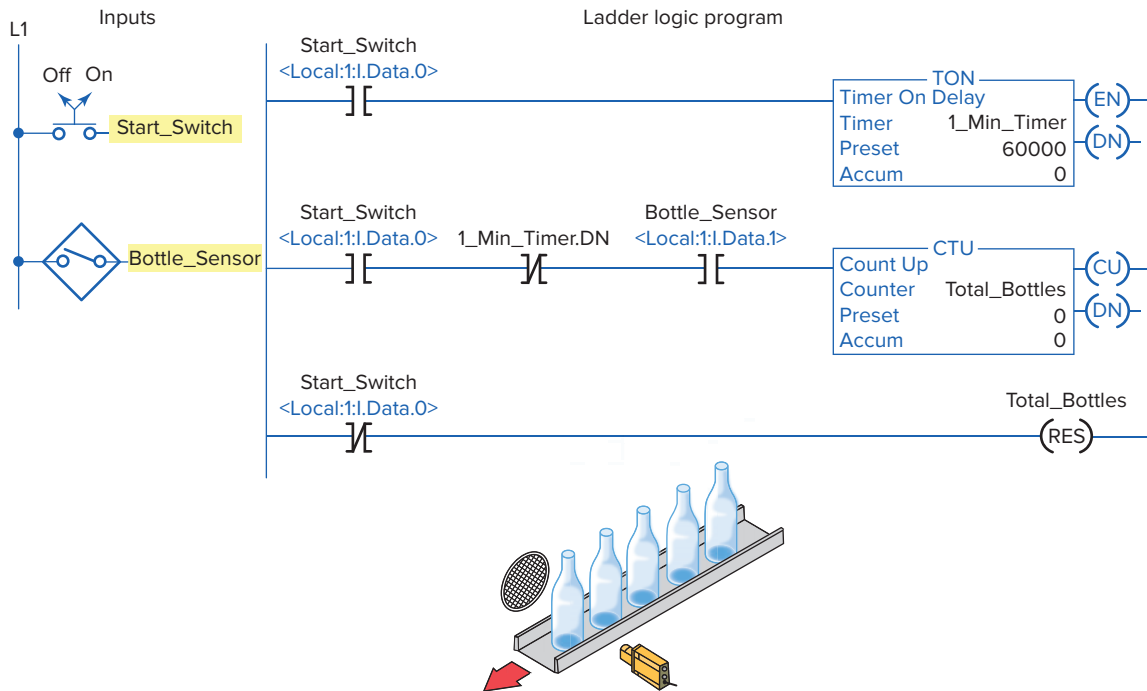 Inputs
Ladder logic program
L1
Off On
Start_Switch
Bottle_Sensor
Start_Switch
<Local:1:I.Data.0>
TON
Timer On Delay
Timer 1_Min_Timer
Preset 60000
Accum 0
EN
DN
Start_Switch
<Local:1:I.Data.0>
1_Min_Timer.DN
Bottle_Sensor
<Local:1:I.Data.1>
CTU
Count Up
Counter Total_Bottles
Preset 0
Accum 0
CU
DN
Start_Switch
<Local:1:I.Data.0>
Total_Bottles
RES